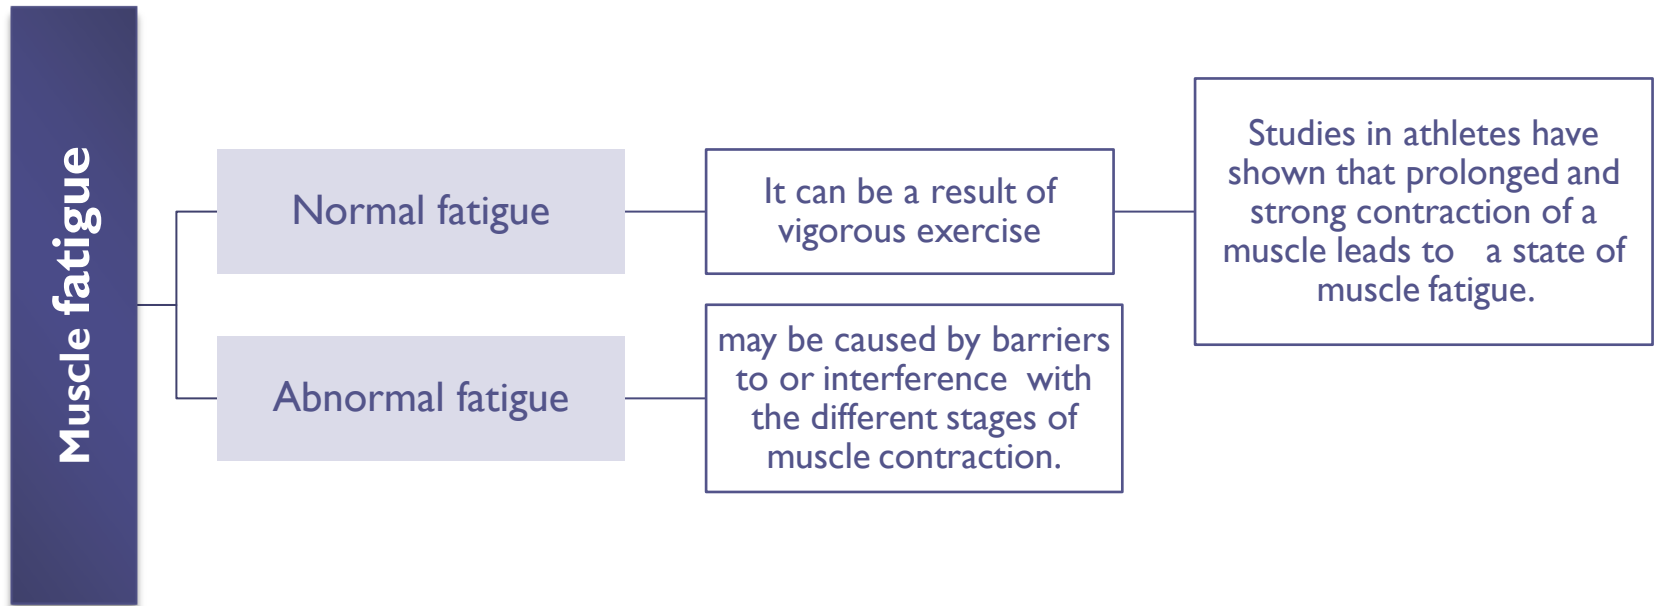 Muscle fatigue
Normal fatigue
It can be a result of
vigorous exercise
Studies in athletes have
shown that prolonged and
strong contraction of a
muscle leads to   a state of
muscle fatigue.
Abnormal fatigue
may be caused by barriers
to or interference  with
the different stages of
muscle contraction.